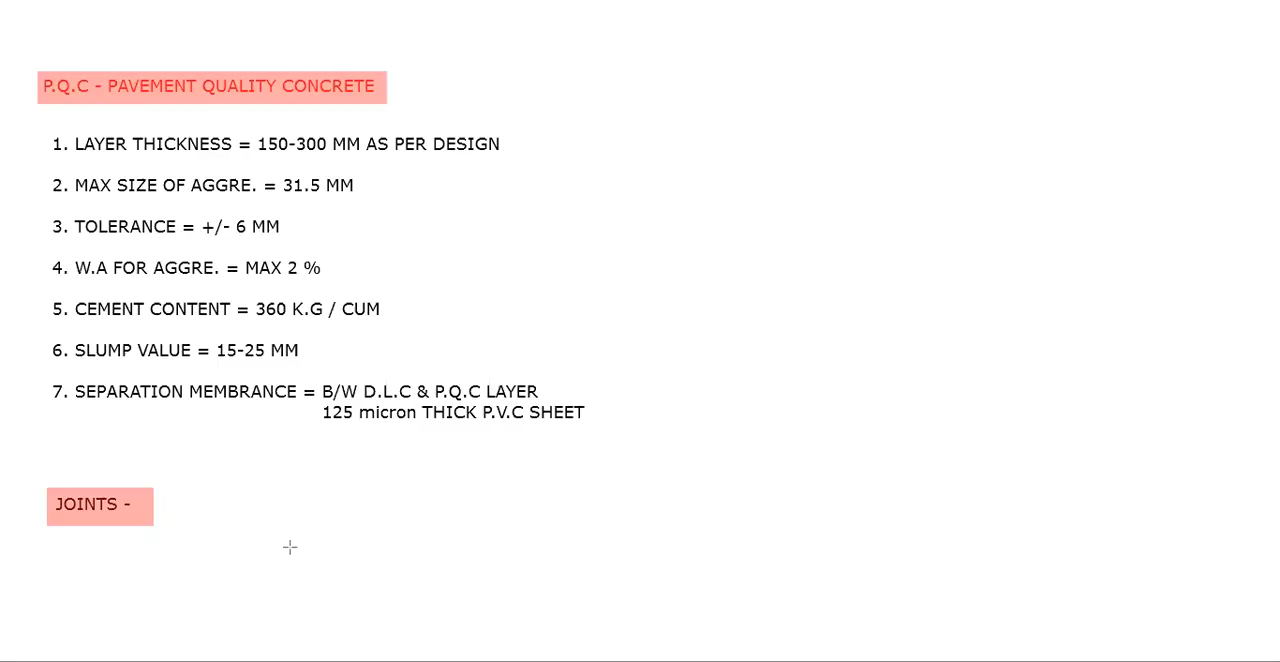 P.Q.C - PAVEMENT QUALITY CONCRETE
1. LAYER THICKNESS = 150-300 MM AS PER DESIGN
2. MAX SIZE OF AGGRE. = 31.5 MM
3. TOLERANCE = +/- 6 MM
4. W.A FOR AGGRE. = MAX 2 %
5. CEMENT CONTENT = 360 K.G / CUM
6. SLUMP VALUE = 15-25 MM
7. SEPARATION MEMBRANCE = B/W D.L.C & P.Q.C LAYER
125 micron THICK P.V.C SHEET
JOINTS -